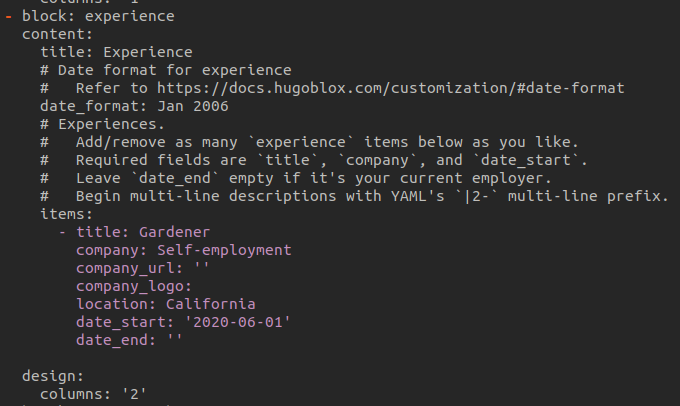 columns: '1'
- block: experience
content:
title: Experience
# Date format for experience
#   Refer to https://docs.hugoblox.com/customization/#date-format
date_format: Jan 2006
# Experiences.
#   Add/remove as many `experience` items below as you like.
#   Required fields are `title`, `company`, and `date_start`.
#   Leave `date_end` empty if it's your current employer.
#   Begin multi-line descriptions with YAML's `|2-` multi-line prefix.
items:
- title: Gardener
company: Self-employment
company_url: ''
company_logo:
location: California
date_start: '2020-06-01'
date_end: ''
design:
columns: '2'